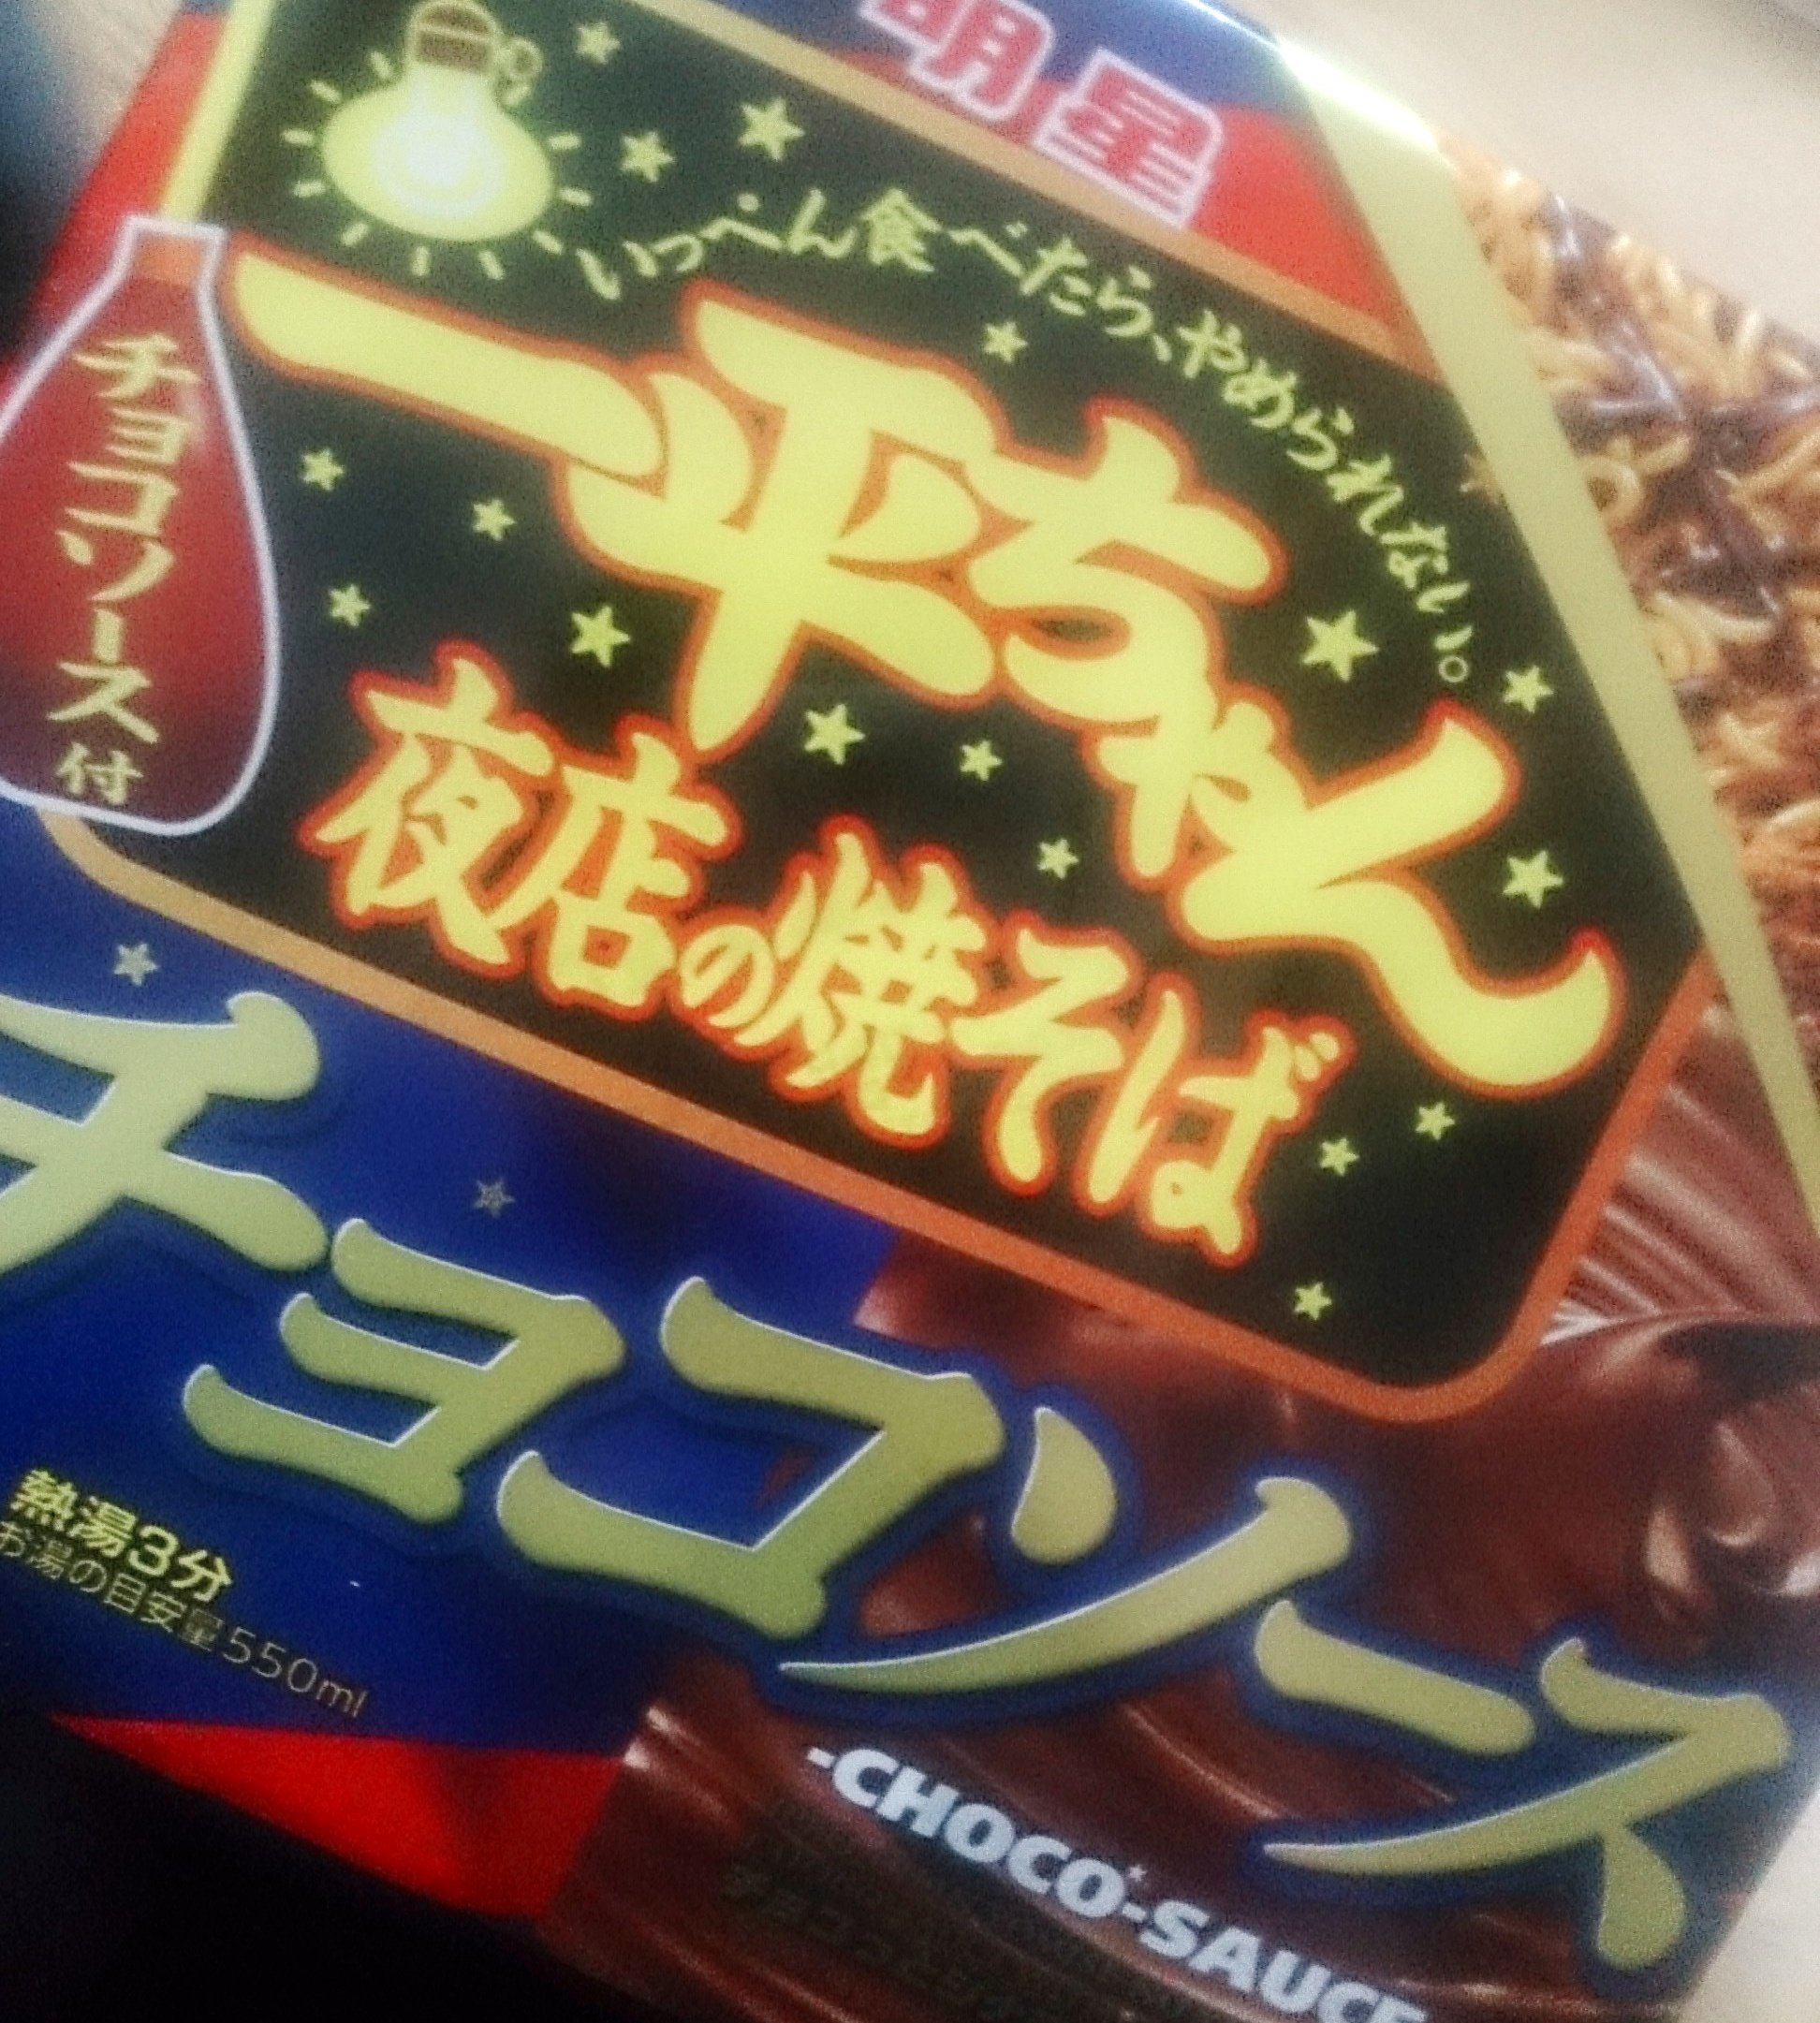 明星
いっぺん食べたら、やめられない。
一平ちゃん
夜店の焼そば
チョコソース付
チョコソース
熱湯3分
お湯の目安量550ml
-CHOCO-SAUCE